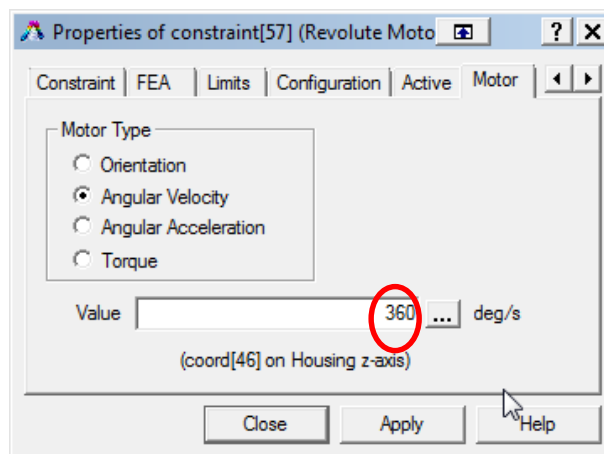 Properties of constraint[57] (Revolute Moto
Constraint FEA Limits Configuration Active Motor
Motor Type
Orientation
Angular Velocity
Angular Acceleration
Torque
Value 360 ... deg/s
(coord[46] on Housing z-axis)
Close Apply Help